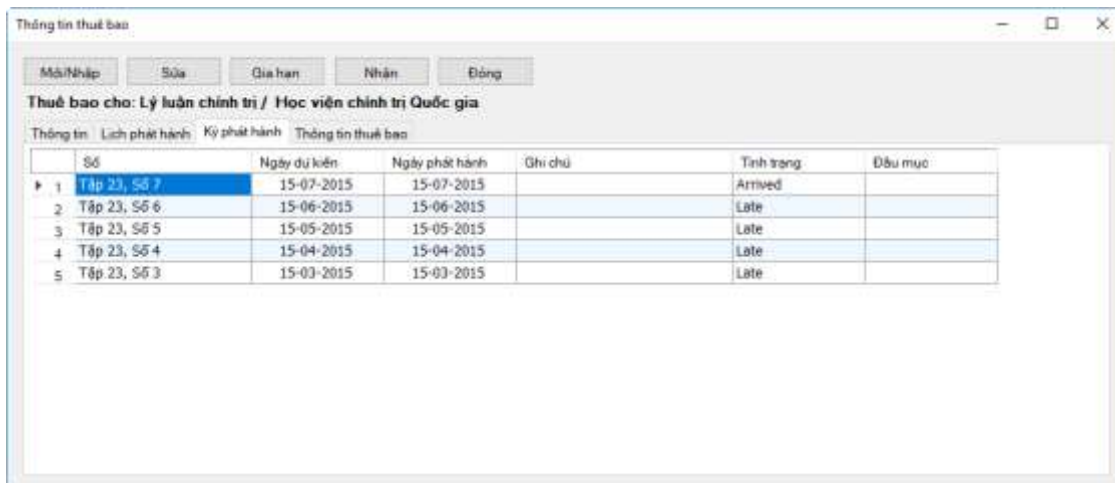 Thông tin thuê bao
Mới/Nhập Sửa Gia hạn Nhận Đóng
Thuê bao cho: Lý luận chính trị / Học viện chính trị Quốc gia
Thông tin Lịch phát hành Kỳ phát hành Thông tin thuê bao
Số Ngày dự kiến Ngày phát hành Ghi chú Tình trạng Đầu mục
1 Tập 23, Số 7 15-07-2015 15-07-2015 Arrived
2 Tập 23, Số 6 15-06-2015 15-06-2015 Late
3 Tập 23, Số 5 15-05-2015 15-05-2015 Late
4 Tập 23, Số 4 15-04-2015 15-04-2015 Late
5 Tập 23, Số 3 15-03-2015 15-03-2015 Late